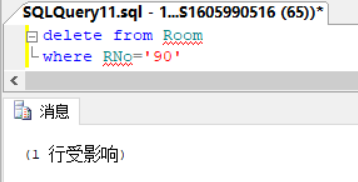 SQLQuery11.sql - 1...S1605990516 (65))*
delete from Room
where RNo='90'
消息
(1 行受影响)